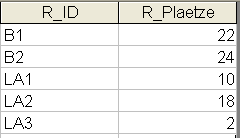 R_ID R_Plaetze
B1 22
B2 24
LA1 10
LA2 18
LA3 2